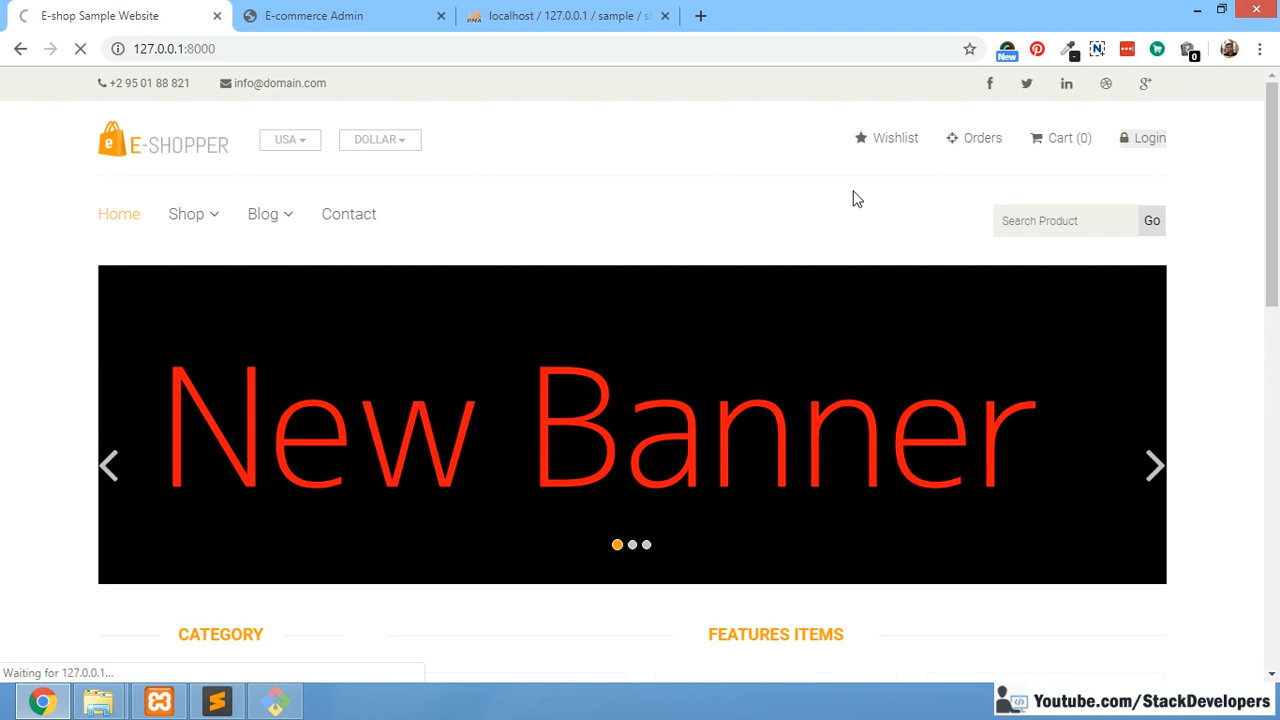 E-shop Sample Website
E-commerce Admin
localhost / 127.0.0.1 / sample /
127.0.0.1:8000
New
0
+2 95 01 88 821
info@domain.com
E-SHOPPER
USA
DOLLAR
Wishlist
Orders
Cart (0)
Login
Home
Shop
Blog
Contact
Search Product
Go
New Banner
CATEGORY
FEATURES ITEMS
Waiting for 127.0.0.1...
Youtube.com/StackDevelopers